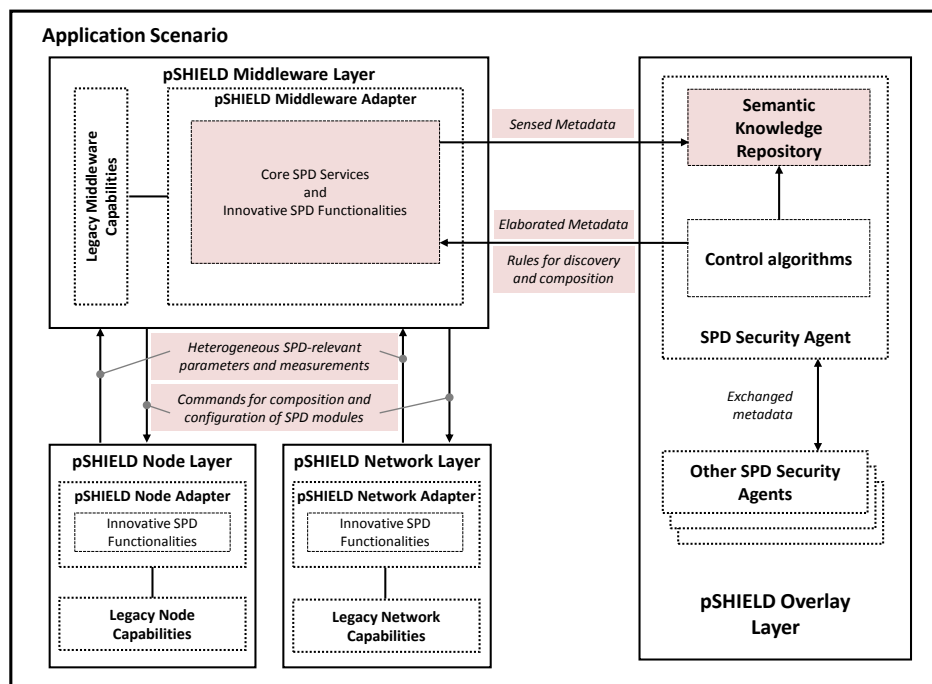 Application Scenario
pSHIELD Middleware Layer
pSHIELD Middleware Adapter
Legacy Middleware
Capabilities
Core SPD Services
and
Innovative SPD Functionalities
Sensed Metadata
Elaborated Metadata
Rules for discovery
and composition
Semantic
Knowledge
Repository
Control algorithms
SPD Security Agent
Exchanged
metadata
Other SPD Security
Agents
pSHIELD Overlay
Layer
Heterogeneous SPD-relevant
parameters and measurements
Commands for composition and
configuration of SPD modules
pSHIELD Node Layer
pSHIELD Node Adapter
Innovative SPD
Functionalities
Legacy Node
Capabilities
pSHIELD Network Layer
pSHIELD Network Adapter
Innovative SPD
Functionalities
Legacy Network
Capabilities